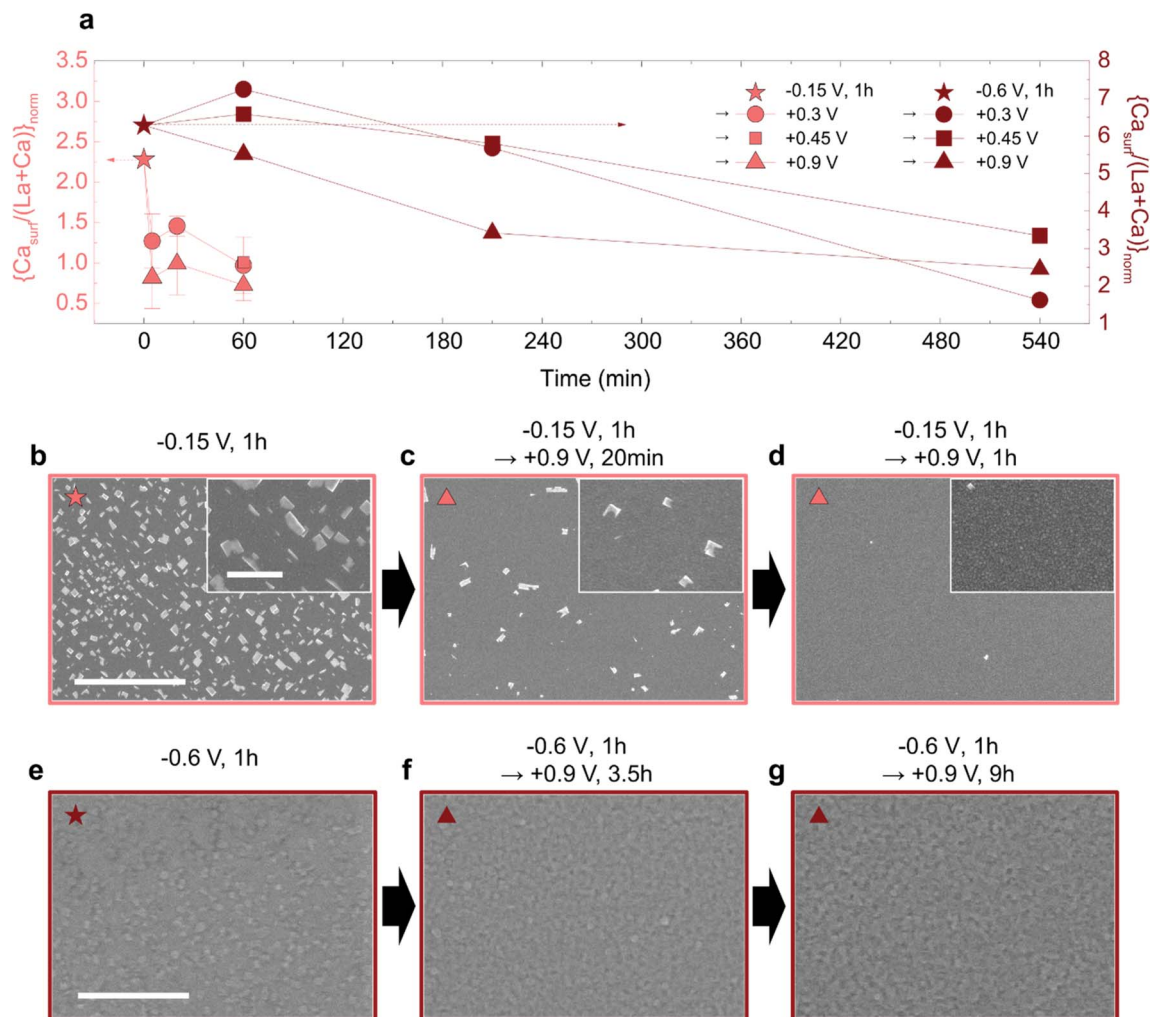 a
3.5
3.0
2.5
2.0
1.5
1.0
0.5
{Ca_surf/(La+Ca)}_norm
8
7
6
5
4
3
2
1
{Ca_surf/(La+Ca)}_norm
-0.15 V, 1h
→ +0.3 V
→ +0.45 V
→ +0.9 V
-0.6 V, 1h
→ +0.3 V
→ +0.45 V
→ +0.9 V
0 60 120 180 240 300 360 420 480 540
Time (min)
b
-0.15 V, 1h
c
-0.15 V, 1h
→ +0.9 V, 20min
d
-0.15 V, 1h
→ +0.9 V, 1h
e
-0.6 V, 1h
f
-0.6 V, 1h
→ +0.9 V, 3.5h
g
-0.6 V, 1h
→ +0.9 V, 9h